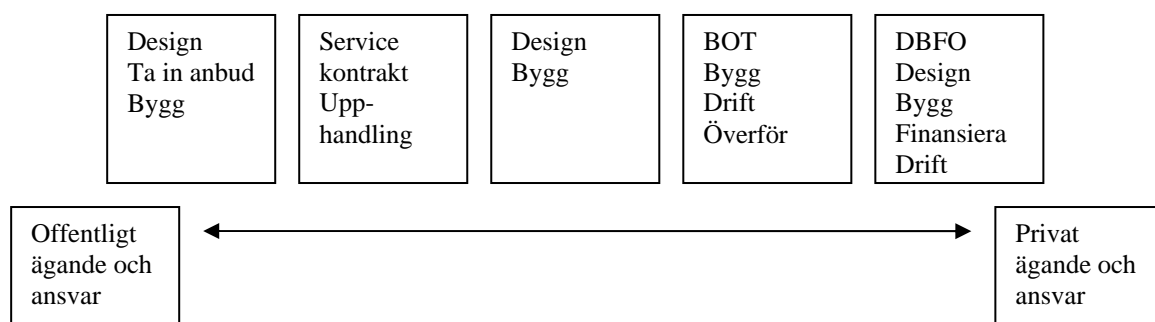 Design
Ta in anbud
Bygg
Service
kontrakt
Upp-
handling
Design
Bygg
BOT
Bygg
Drift
Överför
DBFO
Design
Bygg
Finansiera
Drift
Offentligt
ägande och
ansvar
Privat
ägande och
ansvar